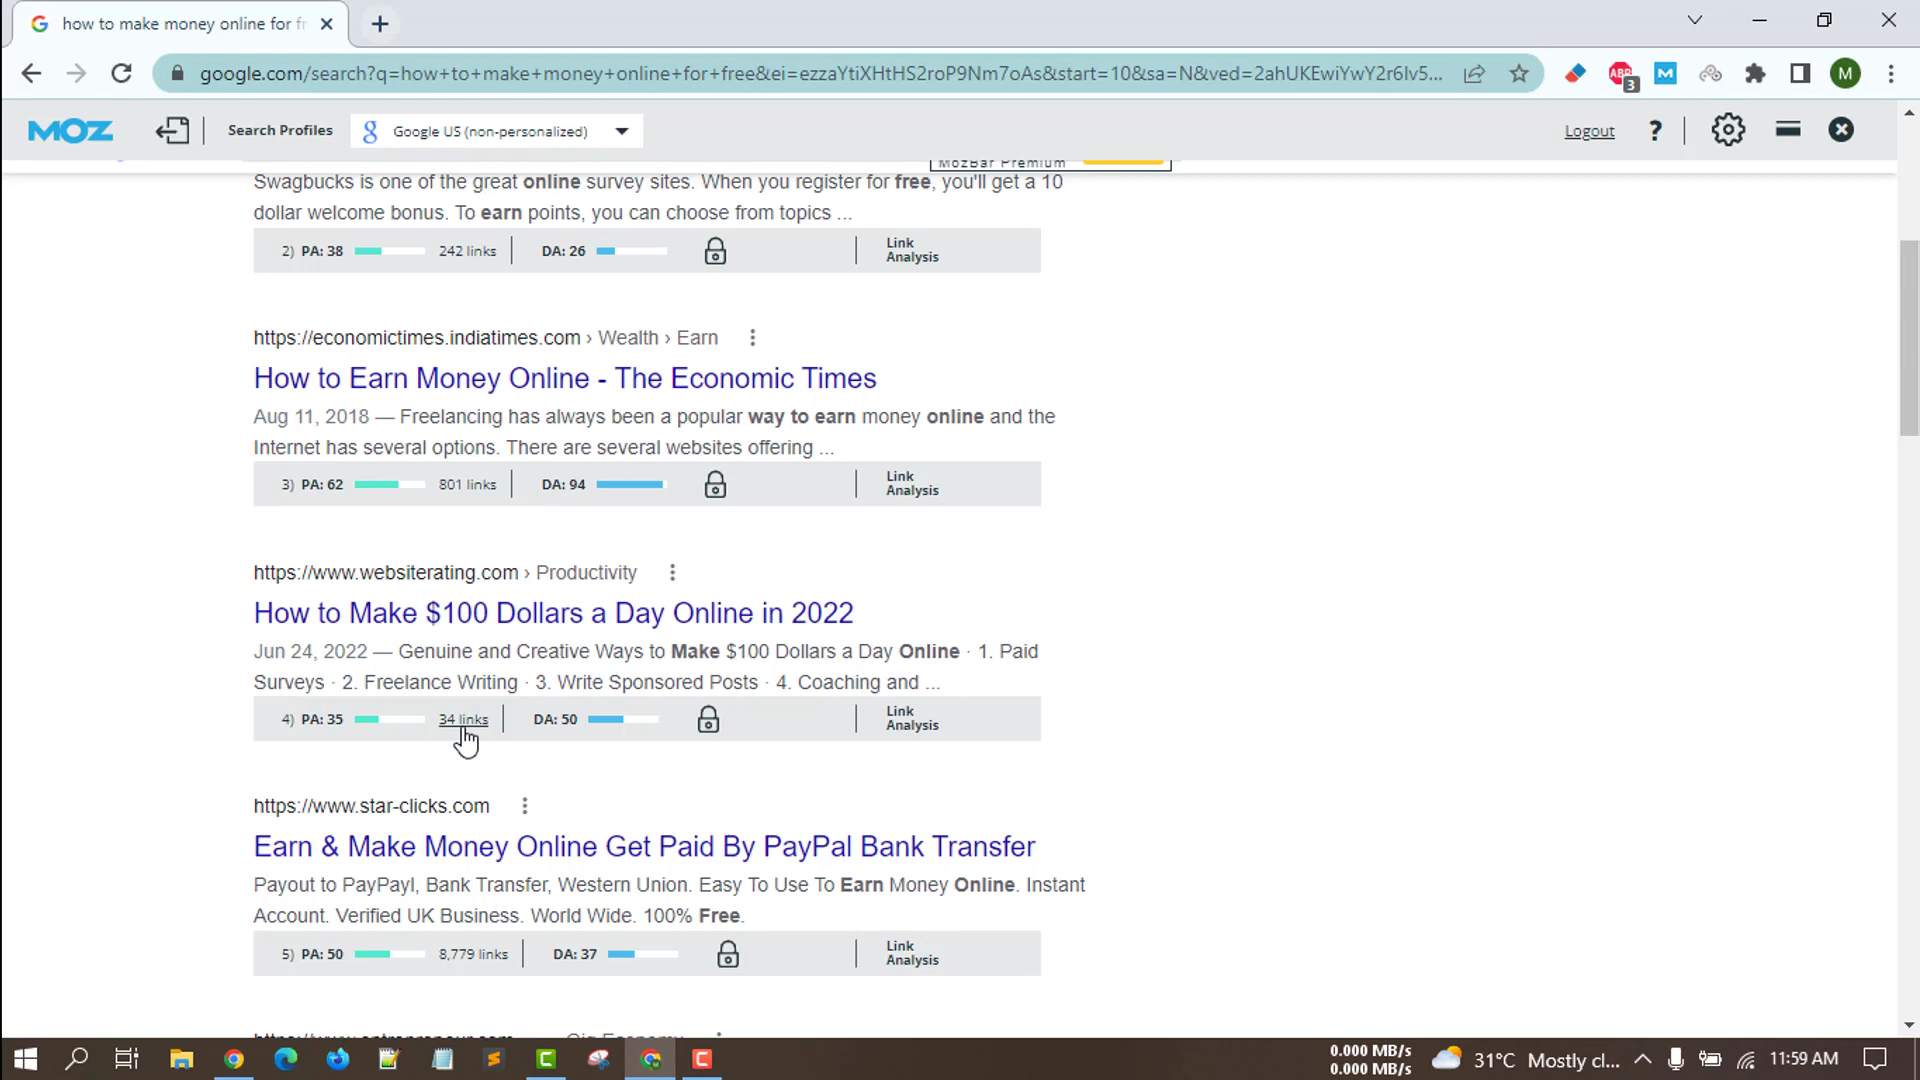 how to make money online for fr
google.com/search?q=how+to+make+money+online+for+free&ei=ezzaYtiXHtHS2roP9Nm7oAs&start=10&sa=N&ved=2ahUKEwiYwY2r6Iv5...
ABP 3 M M
MOZ Search Profiles g Google US (non-personalized) Logout ?
MozBar Premium
Swagbucks is one of the great online survey sites. When you register for free, you'll get a 10
dollar welcome bonus. To earn points, you can choose from topics ...
2) PA: 38 242 links DA: 26 Link Analysis
https://economictimes.indiatimes.com › Wealth › Earn
How to Earn Money Online - The Economic Times
Aug 11, 2018 — Freelancing has always been a popular way to earn money online and the
Internet has several options. There are several websites offering ...
3) PA: 62 801 links DA: 94 Link Analysis
https://www.websiterating.com › Productivity
How to Make $100 Dollars a Day Online in 2022
Jun 24, 2022 — Genuine and Creative Ways to Make $100 Dollars a Day Online · 1. Paid
Surveys · 2. Freelance Writing · 3. Write Sponsored Posts · 4. Coaching and ...
4) PA: 35 34 links DA: 50 Link Analysis
https://www.star-clicks.com
Earn & Make Money Online Get Paid By PayPal Bank Transfer
Payout to PayPayl, Bank Transfer, Western Union. Easy To Use To Earn Money Online. Instant
Account. Verified UK Business. World Wide. 100% Free.
5) PA: 50 8,779 links DA: 37 Link Analysis
https://www.entrepreneur.com › Gig Economy
0.000 MB/s
0.000 MB/s
31°C Mostly cl... 11:59 AM